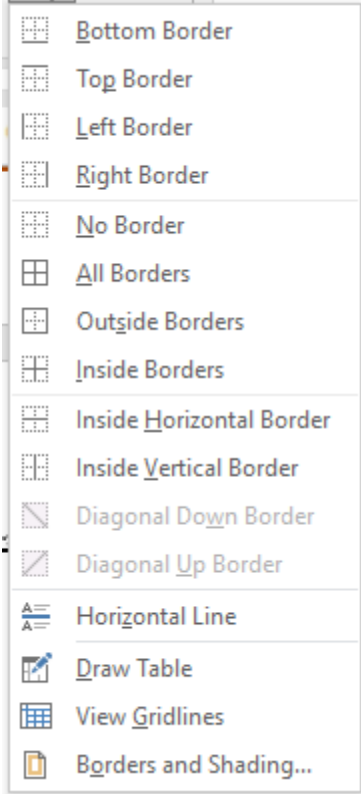 Bottom Border
Top Border
Left Border
Right Border
No Border
All Borders
Outside Borders
Inside Borders
Inside Horizontal Border
Inside Vertical Border
Diagonal Down Border
Diagonal Up Border
Horizontal Line
Draw Table
View Gridlines
Borders and Shading...